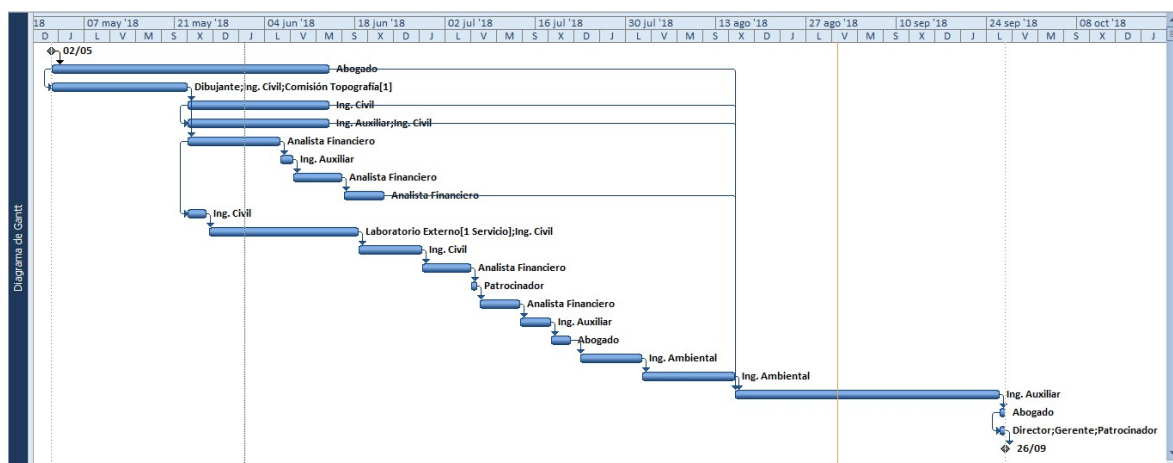 18 07 may '18 21 may '18 04 jun '18 18 jun '18 02 jul '18 16 jul '18 30 jul '18 13 ago '18 27 ago '18 10 sep '18 24 sep '18 08 oct '18
D J L V M S X D J L V M S X D J L V M S X D J L V M S X D J L V M S X D J L V M S X D J
02/05
Abogado
Dibujante;Ing. Civil;Comisión Topografía[1]
Ing. Civil
Ing. Auxiliar;Ing. Civil
Analista Financiero
Ing. Auxiliar
Analista Financiero
Analista Financiero
Ing. Civil
Laboratorio Externo[1 Servicio];Ing. Civil
Ing. Civil
Analista Financiero
Patrocinador
Analista Financiero
Ing. Auxiliar
Abogado
Ing. Ambiental
Ing. Ambiental
Ing. Auxiliar
Abogado
Director;Gerente;Patrocinador
26/09
Diagrama de Gantt